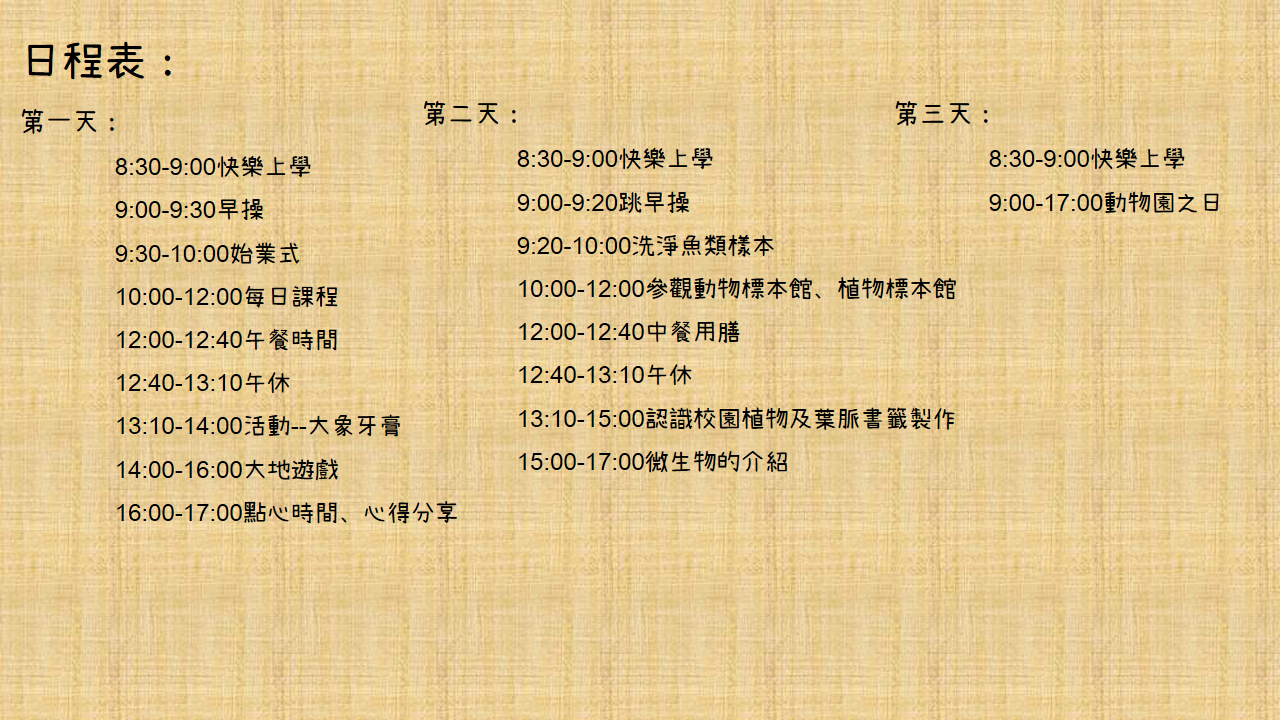 日程表：
第一天：
8:30-9:00快樂上學
9:00-9:30早操
9:30-10:00始業式
10:00-12:00每日課程
12:00-12:40午餐時間
12:40-13:10午休
13:10-14:00活動--大象牙膏
14:00-16:00大地遊戲
16:00-17:00點心時間、心得分享
第二天：
8:30-9:00快樂上學
9:00-9:20跳早操
9:20-10:00洗淨魚類樣本
10:00-12:00參觀動物標本館、植物標本館
12:00-12:40中餐用膳
12:40-13:10午休
13:10-15:00認識校園植物及葉脈書籤製作
15:00-17:00微生物的介紹
第三天：
8:30-9:00快樂上學
9:00-17:00動物園之日